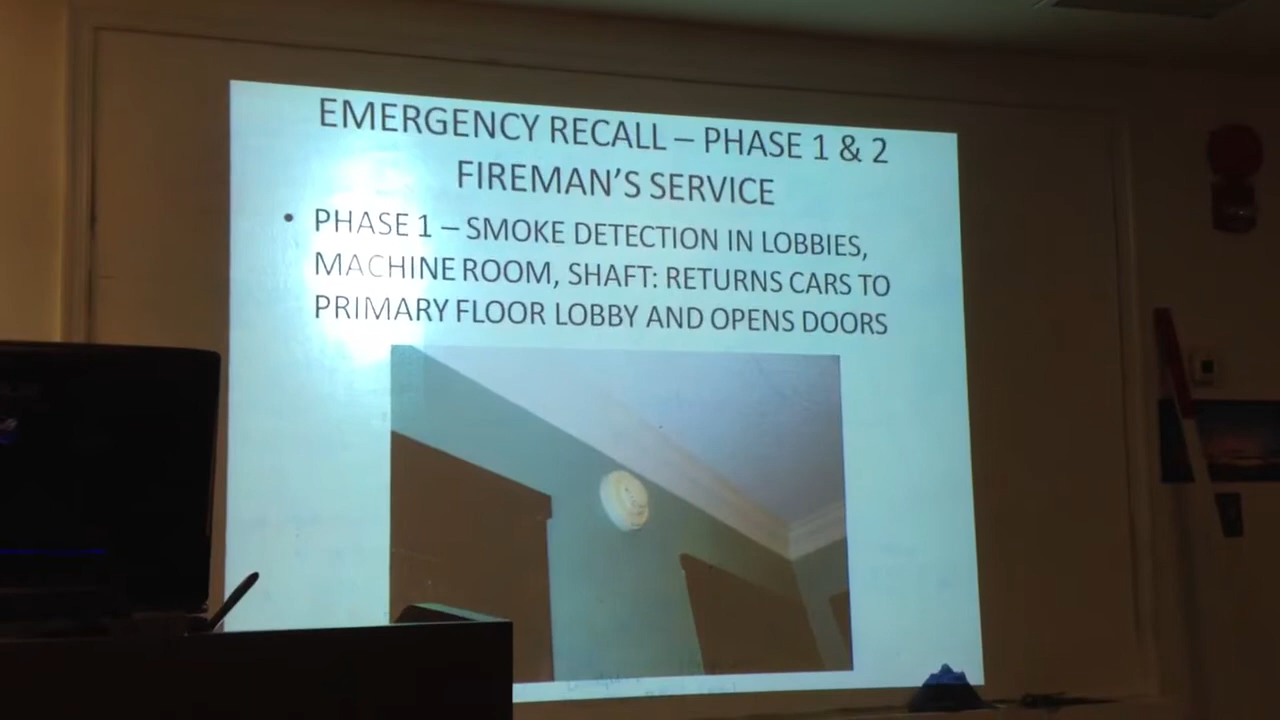 EMERGENCY RECALL – PHASE 1 & 2
FIREMAN'S SERVICE
• PHASE 1 – SMOKE DETECTION IN LOBBIES,
MACHINE ROOM, SHAFT: RETURNS CARS TO
PRIMARY FLOOR LOBBY AND OPENS DOORS